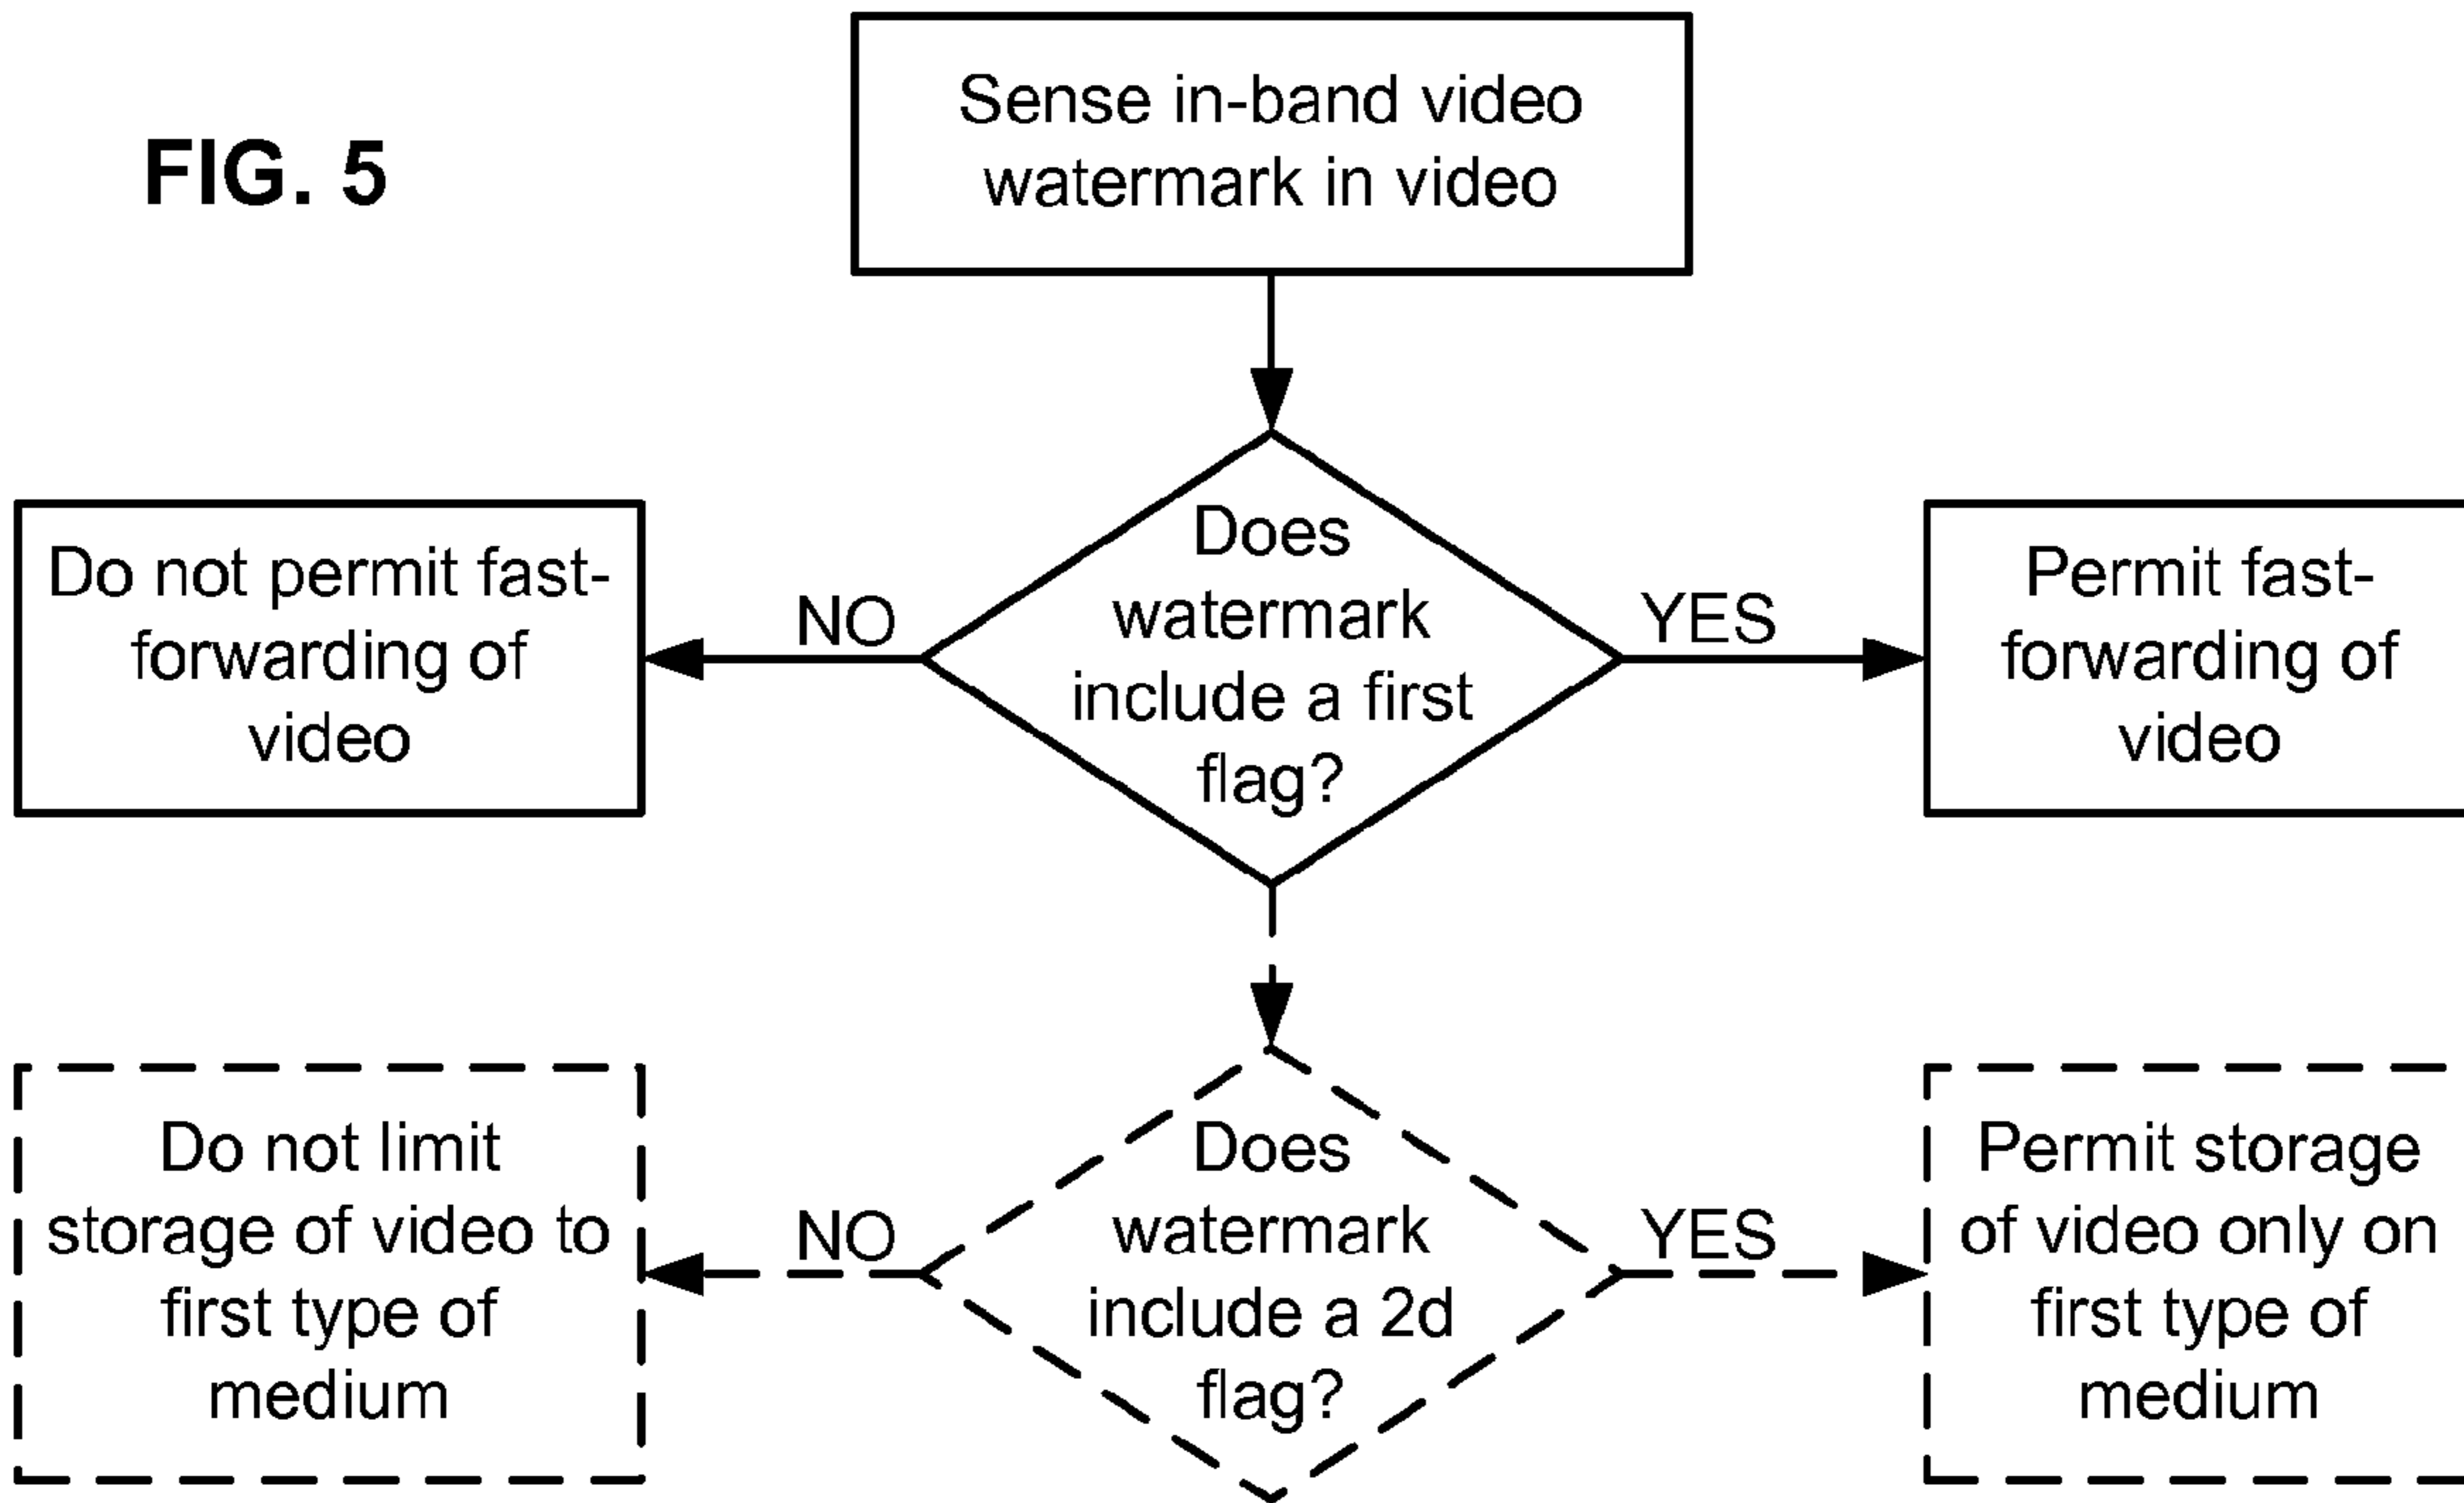 FIG. 5
Sense in-band video
watermark in video
Does
watermark
include a first
flag?
NO
YES
Do not permit fast-
forwarding of
video
Permit fast-
forwarding of
video
Does
watermark
include a 2d
flag?
NO
YES
Do not limit
storage of video to
first type of
medium
Permit storage
of video only on
first type of
medium